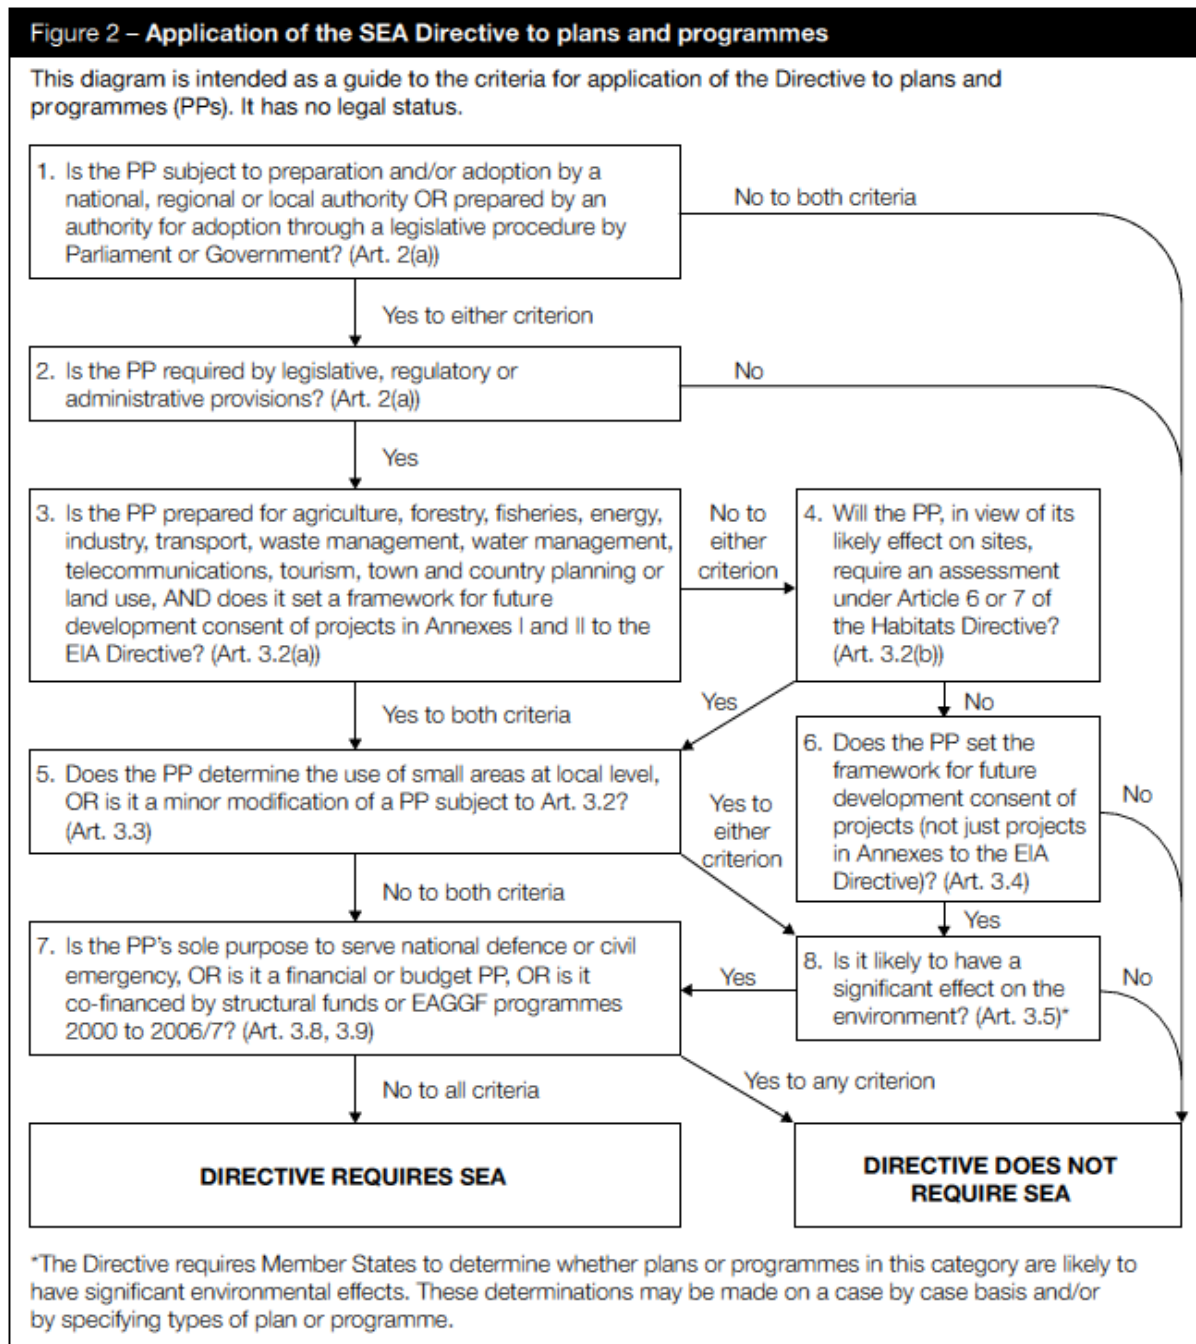 Figure 2 – Application of the SEA Directive to plans and programmes
This diagram is intended as a guide to the criteria for application of the Directive to plans and
programmes (PPs). It has no legal status.
1. Is the PP subject to preparation and/or adoption by a
national, regional or local authority OR prepared by an
authority for adoption through a legislative procedure by
Parliament or Government? (Art. 2(a))
No to both criteria
Yes to either criterion
2. Is the PP required by legislative, regulatory or
administrative provisions? (Art. 2(a))
No
Yes
3. Is the PP prepared for agriculture, forestry, fisheries, energy,
industry, transport, waste management, water management,
telecommunications, tourism, town and country planning or
land use, AND does it set a framework for future
development consent of projects in Annexes I and II to the
EIA Directive? (Art. 3.2(a))
No to
either
criterion
4. Will the PP, in view of its
likely effect on sites,
require an assessment
under Article 6 or 7 of
the Habitats Directive?
(Art. 3.2(b))
Yes to both criteria
Yes
No
5. Does the PP determine the use of small areas at local level,
OR is it a minor modification of a PP subject to Art. 3.2?
(Art. 3.3)
Yes to
either
criterion
6. Does the PP set the
framework for future
development consent of
projects (not just projects
in Annexes to the EIA
Directive)? (Art. 3.4)
No
No to both criteria
Yes
7. Is the PP's sole purpose to serve national defence or civil
emergency, OR is it a financial or budget PP, OR is it
co-financed by structural funds or EAGGF programmes
2000 to 2006/7? (Art. 3.8, 3.9)
Yes
8. Is it likely to have a
significant effect on the
environment? (Art. 3.5)*
No
No to all criteria
Yes to any criterion
DIRECTIVE REQUIRES SEA
DIRECTIVE DOES NOT
REQUIRE SEA
*The Directive requires Member States to determine whether plans or programmes in this category are likely to
have significant environmental effects. These determinations may be made on a case by case basis and/or
by specifying types of plan or programme.